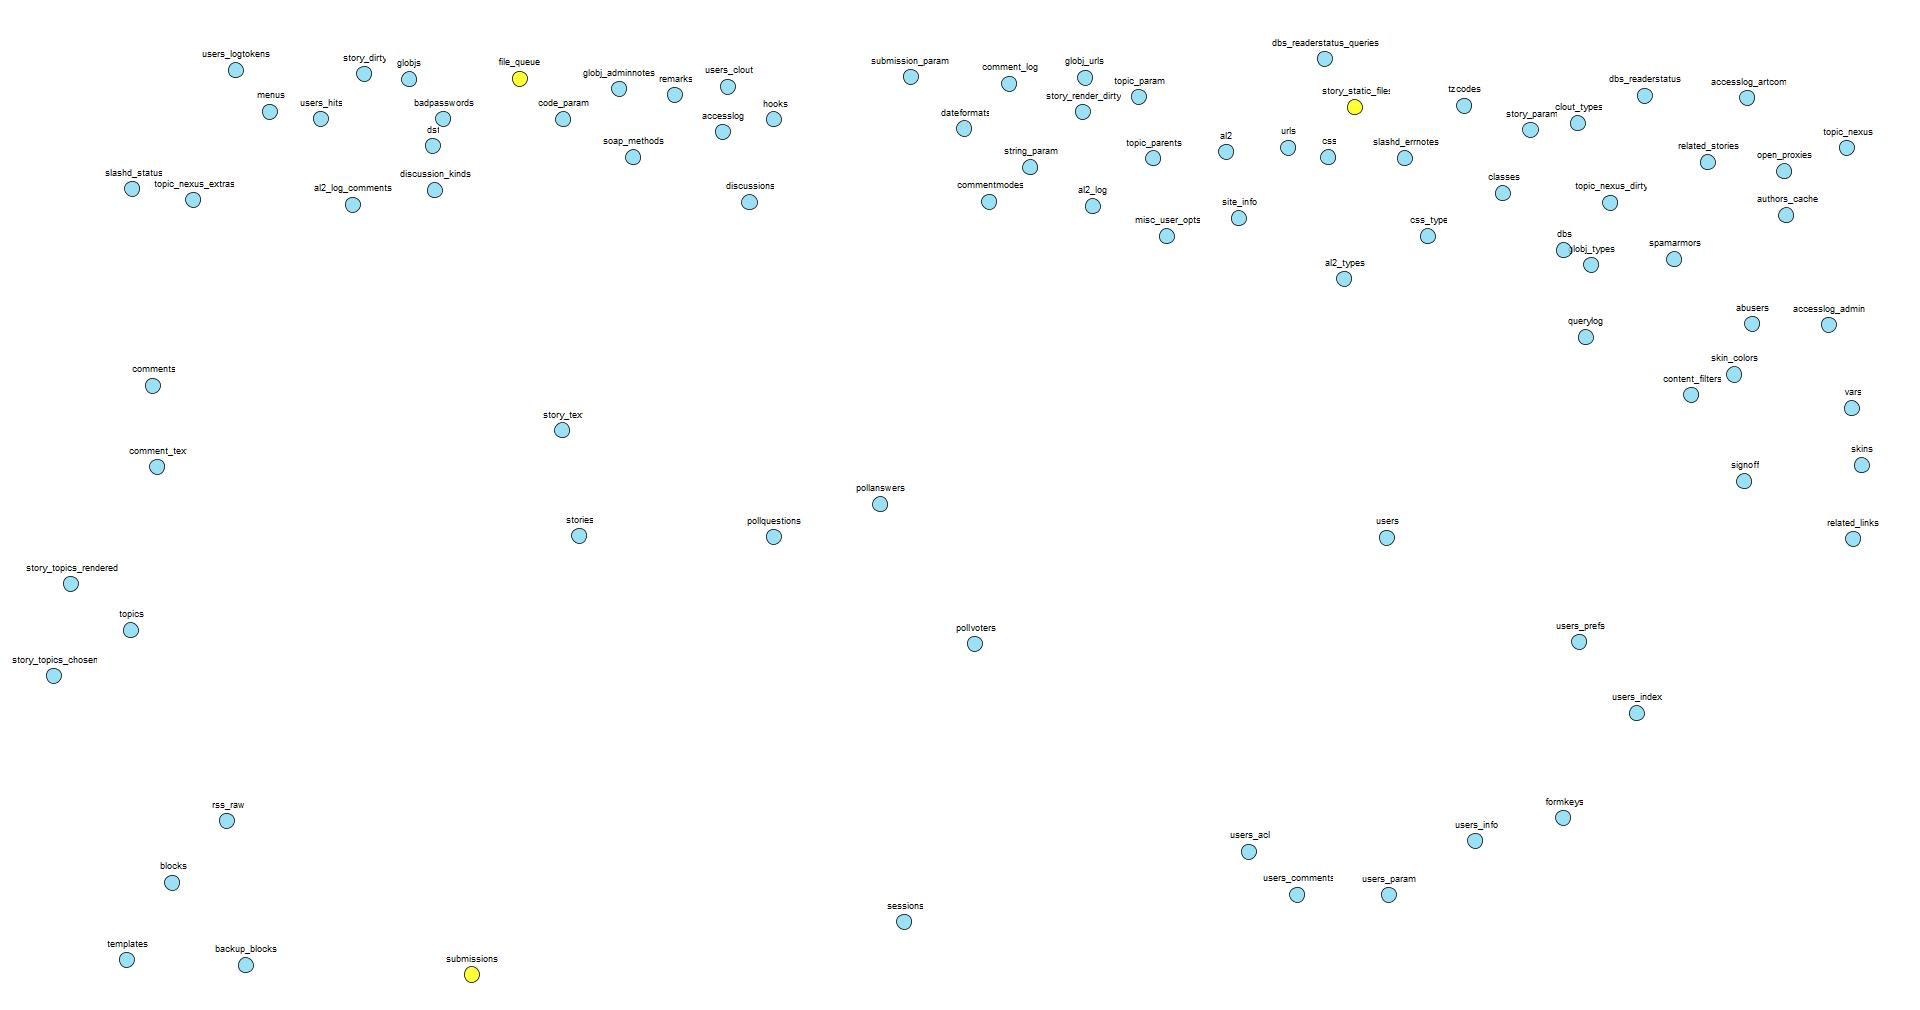 dbs_readerstatus_queries
users_logtokens
story_dirty
globjs
file_queue
globj_adminnotes
remarks
users_clout
submission_param
comment_log
globj_urls
topic_param
story_static_files
tzcodes
dbs_readerstatus
accesslog_artcom
menus
users_hits
badpasswords
code_param
accesslog
hooks
dateformats
story_render_dirty
story_param
clout_types
dst
soap_methods
string_param
topic_parents
al2
urls
css
slashd_errnotes
related_stories
open_proxies
topic_nexus
slashd_status
topic_nexus_extras
al2_log_comments
discussion_kinds
discussions
commentmodes
al2_log
misc_user_opts
site_info
css_type
classes
topic_nexus_dirty
authors_cache
al2_types
dbs
globj_types
spamarmors
querylog
abusers
accesslog_admin
comments
skin_colors
content_filters
vars
story_tex
comment_tex
signoff
skins
pollanswers
stories
pollquestions
users
related_links
story_topics_rendered
topics
pollvoters
users_prefs
story_topics_chosen
users_index
rss_raw
formkeys
users_acl
users_info
blocks
users_comments
users_param
sessions
templates
backup_blocks
submissions